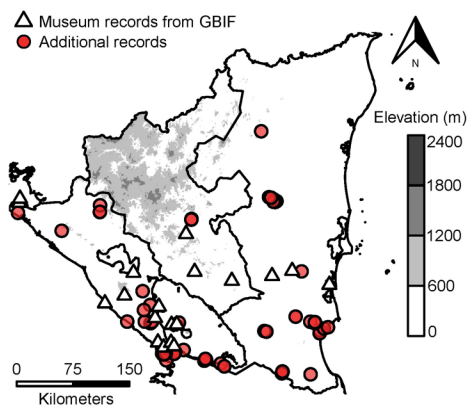 Museum records from GBIF
Additional records
N
Elevation (m)
2400
1800
1200
600
0
0 75 150
Kilometers